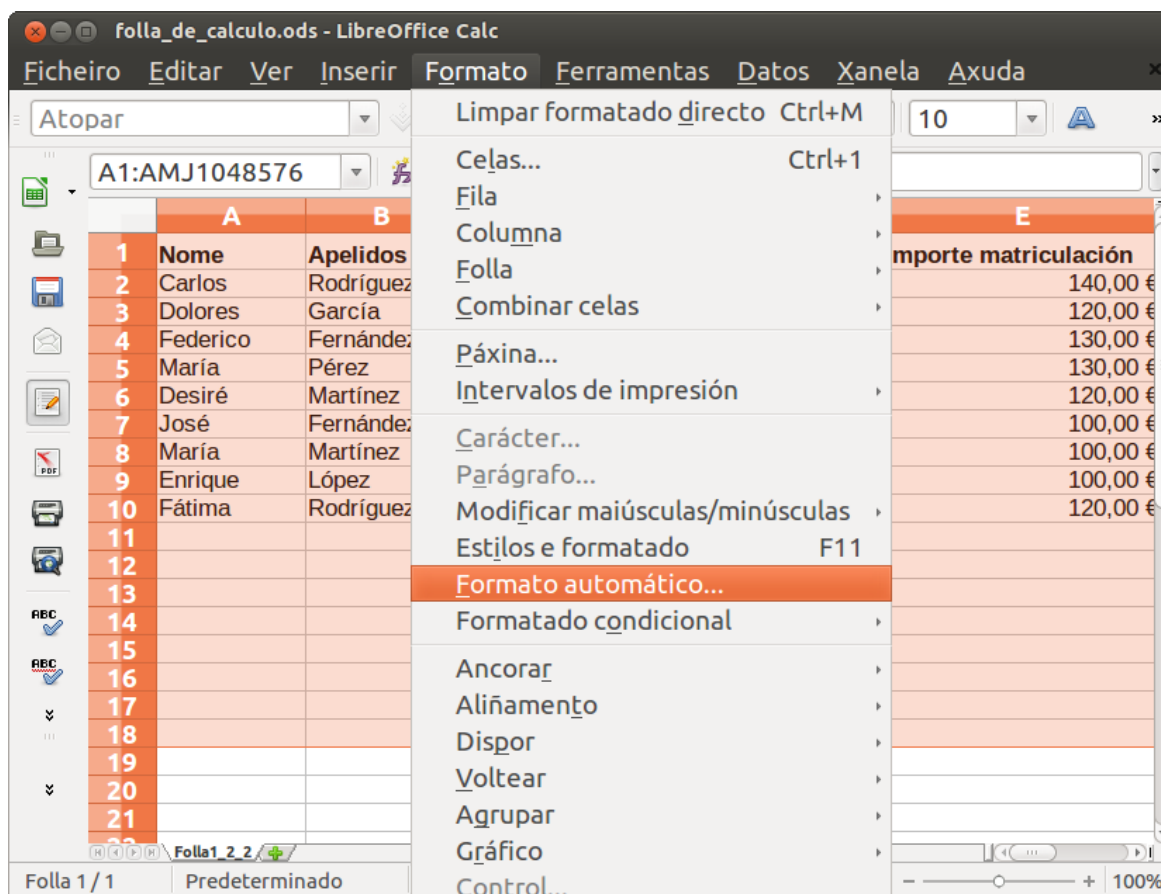 folla_de_calculo.ods - LibreOffice Calc
Ficheiro Editar Ver Inserir Formato Ferramentas Datos Xanela Axuda
Atopar 10
A1:AMJ1048576
A B E
1 Nome Apelidos mporte matriculación
2 Carlos Rodríguez 140,00 €
3 Dolores García 120,00 €
4 Federico Fernández 130,00 €
5 María Pérez 130,00 €
6 Desiré Martínez 120,00 €
7 José Fernández 100,00 €
8 María Martínez 100,00 €
9 Enrique López 100,00 €
10 Fátima Rodríguez 120,00 €
11
12
13
14
15
16
17
18
19
20
21
22
Limpar formatado directo Ctrl+M
Celas... Ctrl+1
Fila
Columna
Folla
Combinar celas
Páxina...
Intervalos de impresión
Carácter...
Parágrafo...
Modificar maiúsculas/minúsculas
Estilos e formatado F11
Formato automático...
Formatado condicional
Ancorar
Aliñamento
Dispor
Voltear
Agrupar
Gráfico
Control...
PDF
ABC
ABC
Folla1_2_2
Folla 1 / 1 Predeterminado 100%